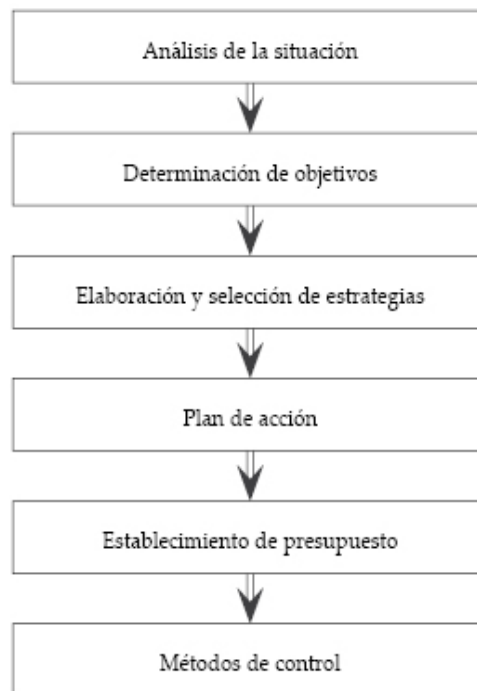 Análisis de la situación
Determinación de objetivos
Elaboración y selección de estrategias
Plan de acción
Establecimiento de presupuesto
Métodos de control